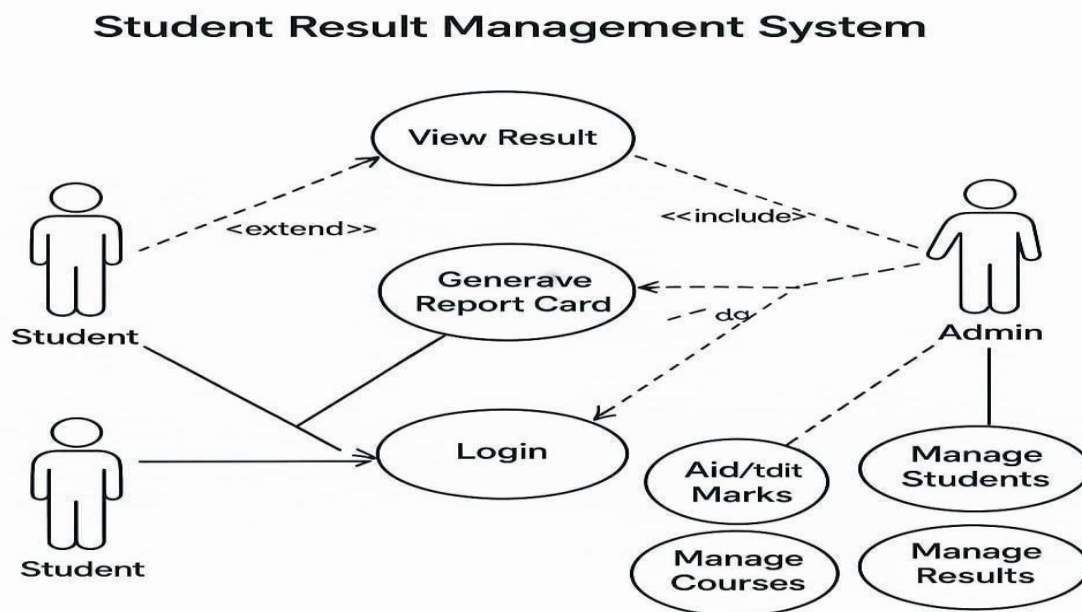 Student Result Management System
View Result
<extend>>
<<include>
Generave
Report Card
da
Student
Admin
Login
Aid/tdit
Marks
Manage
Students
Student
Manage
Courses
Manage
Results